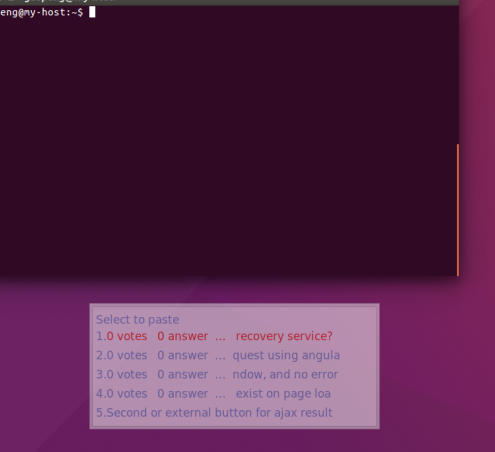 eng@my-host:~$
Select to paste
1.0 votes 0 answer ... recovery service?
2.0 votes 0 answer ... quest using angula
3.0 votes 0 answer ... ndow, and no error
4.0 votes 0 answer ... exist on page loa
5.Second or external button for ajax result